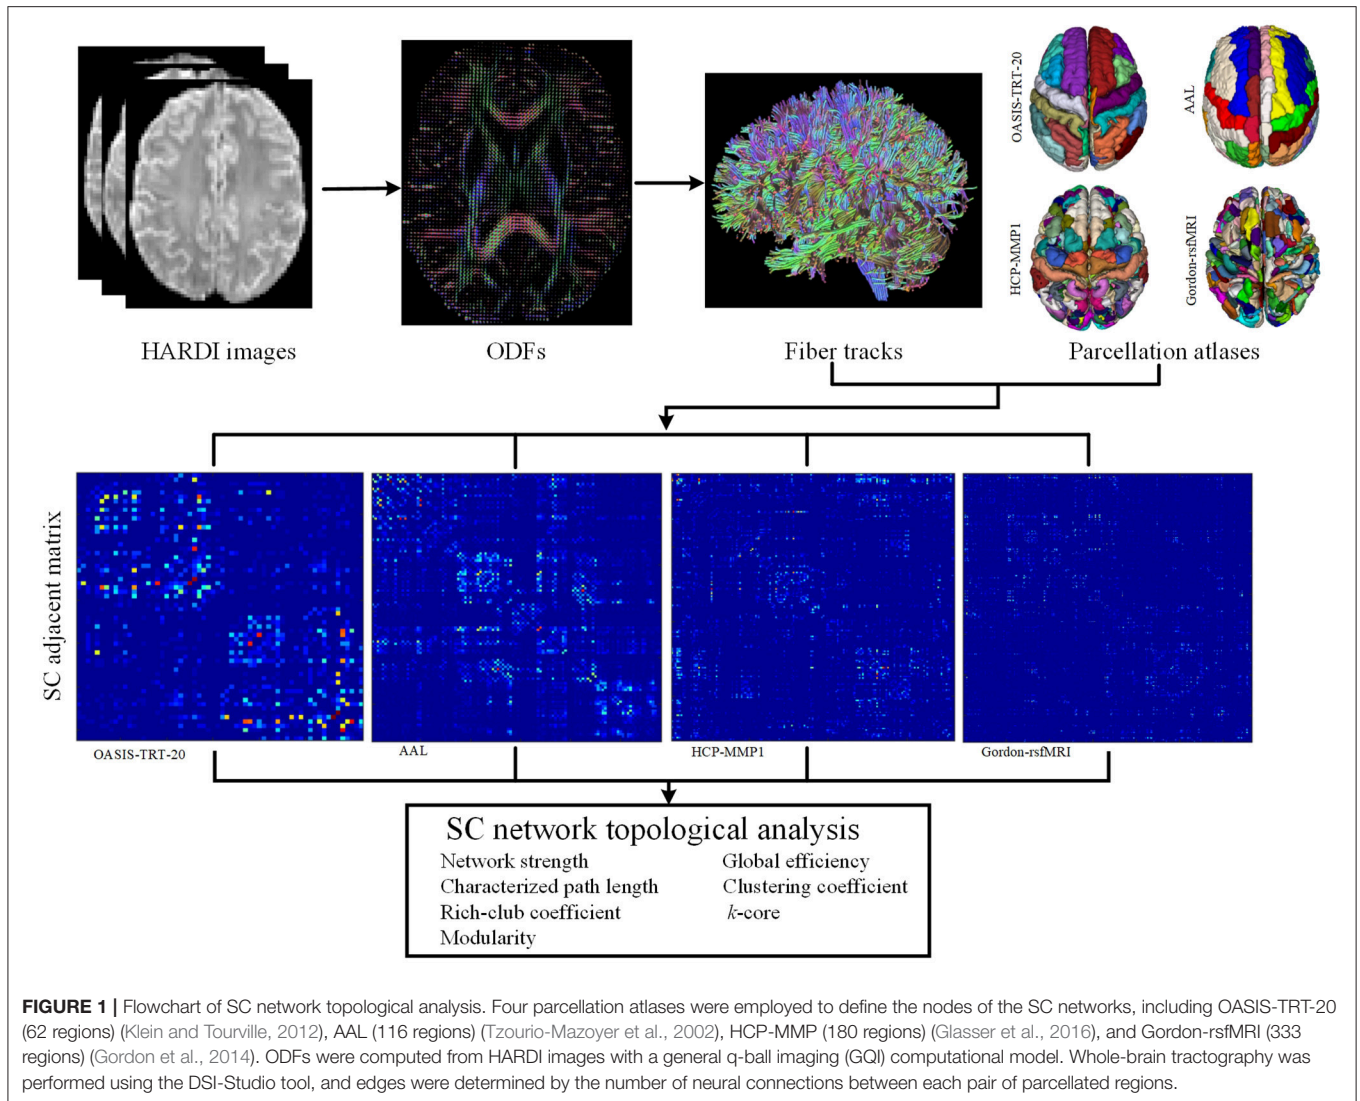 OASIS-TRT-20
AAL
HCP-MMP1
Gordon-rsfMRI
HARDI images
ODFs
Fiber tracks
Parcellation atlases
SC adjacent matrix
OASIS-TRT-20
AAL
HCP-MMP1
Gordon-rsfMRI
SC network topological analysis
Network strength
Global efficiency
Characterized path length
Clustering coefficient
Rich-club coefficient
k-core
Modularity
FIGURE 1 | Flowchart of SC network topological analysis. Four parcellation atlases were employed to define the nodes of the SC networks, including OASIS-TRT-20
(62 regions) (Klein and Tourville, 2012), AAL (116 regions) (Tzourio-Mazoyer et al., 2002), HCP-MMP (180 regions) (Glasser et al., 2016), and Gordon-rsfMRI (333
regions) (Gordon et al., 2014). ODFs were computed from HARDI images with a general q-ball imaging (GQI) computational model. Whole-brain tractography was
performed using the DSI-Studio tool, and edges were determined by the number of neural connections between each pair of parcellated regions.